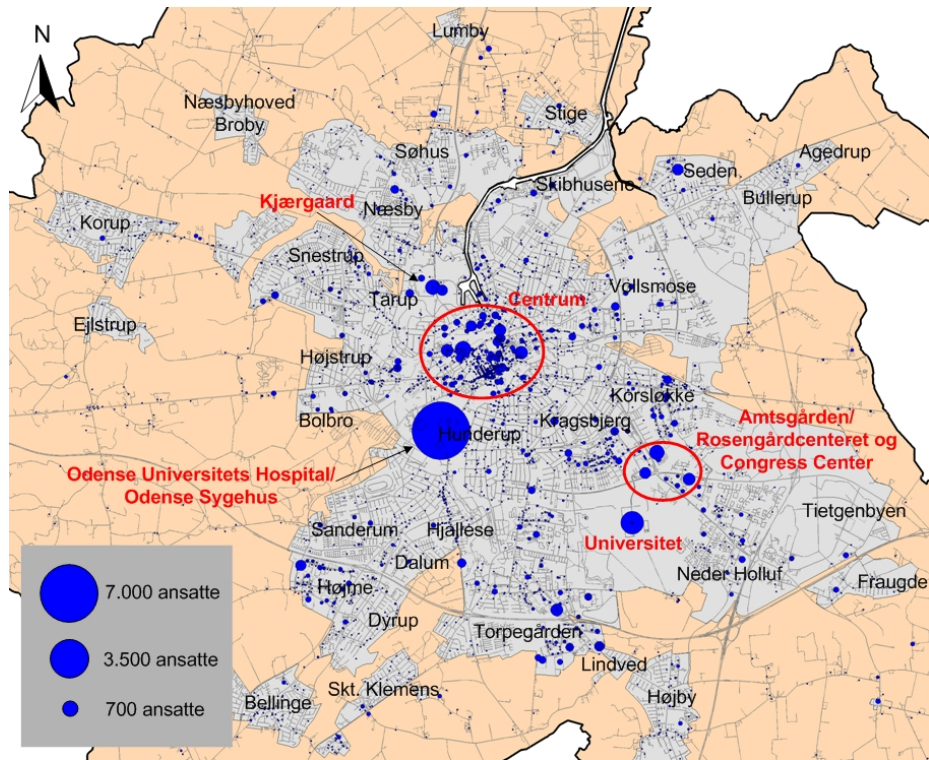 N
Lumby
Næsbyhoved
Broby
Stige
Søhus
Agedrup
Seden
Skibhusene
Bullerup
Kjærgaard
Næsby
Korup
Snestrup
Vollsmose
Tarup
Centrum
Ejlstrup
Højstrup
Korsløkke
Bolbro
Kragsbjerg
Amtsgården/
Rosengårdcenteret og
Congress Center
Hunderup
Odense Universitets Hospital/
Odense Sygehus
Tietgenbyen
Sanderum
Hjallese
Universitet
Dalum
Neder Holluf
Fraugde
Højme
Dyrup
Torpegården
Lindved
Skt. Klemens
Højby
Bellinge
7.000 ansatte
3.500 ansatte
700 ansatte